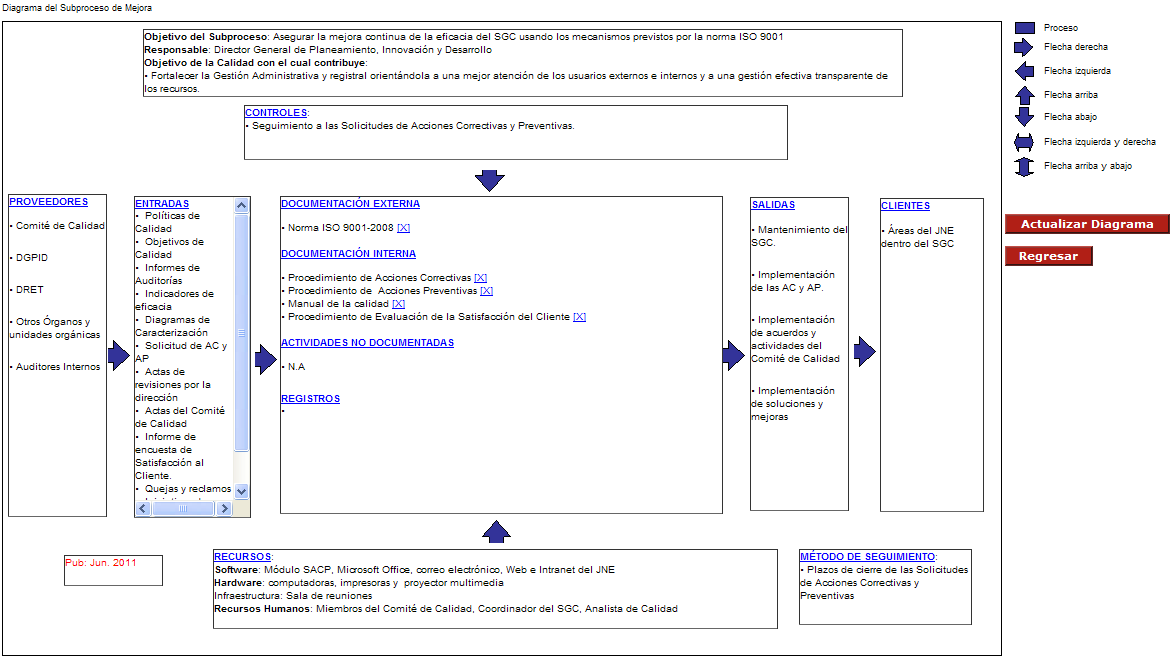 Diagrama del Subproceso de Mejora
Objetivo del Subproceso: Asegurar la mejora continua de la eficacia del SGC usando los mecanismos previstos por la norma ISO 9001
Responsable: Director General de Planeamiento, Innovación y Desarrollo
Objetivo de la Calidad con el cual contribuye:
• Fortalecer la Gestión Administrativa y registral orientándola a una mejor atención de los usuarios externos e internos y a una gestión efectiva transparente de
los recursos.
CONTROLES:
• Seguimiento a las Solicitudes de Acciones Correctivas y Preventivas.
PROVEEDORES
• Comité de Calidad
• DGPID
• DRET
• Otros Órganos y
unidades orgánicas
• Auditores Internos
ENTRADAS
• Políticas de
Calidad
• Objetivos de
Calidad
• Informes de
Auditorías
• Indicadores de
eficacia
• Diagramas de
Caracterización
• Solicitud de AC y
AP
• Actas de
revisiones por la
dirección
• Actas del Comité
de Calidad
• Informe de
encuesta de
Satisfacción al
Cliente.
• Quejas y reclamos
DOCUMENTACIÓN EXTERNA
• Norma ISO 9001-2008 [X]
DOCUMENTACIÓN INTERNA
• Procedimiento de Acciones Correctivas [X]
• Procedimiento de Acciones Preventivas [X]
• Manual de la calidad [X]
• Procedimiento de Evaluación de la Satisfacción del Cliente [X]
ACTIVIDADES NO DOCUMENTADAS
• N.A
REGISTROS
•
SALIDAS
• Mantenimiento del
SGC.
• Implementación
de las AC y AP.
• Implementación
de acuerdos y
actividades del
Comité de Calidad
• Implementación
de soluciones y
mejoras
CLIENTES
• Áreas del JNE
dentro del SGC
Pub: Jun. 2011
RECURSOS:
Software: Módulo SACP, Microsoft Office, correo electrónico, Web e Intranet del JNE
Hardware: computadoras, impresoras y proyector multimedia
Infraestructura: Sala de reuniones
Recursos Humanos: Miembros del Comité de Calidad, Coordinador del SGC, Analista de Calidad
MÉTODO DE SEGUIMIENTO:
• Plazos de cierre de las Solicitudes
de Acciones Correctivas y
Preventivas
Proceso
Flecha derecha
Flecha izquierda
Flecha arriba
Flecha abajo
Flecha izquierda y derecha
Flecha arriba y abajo
Actualizar Diagrama
Regresar